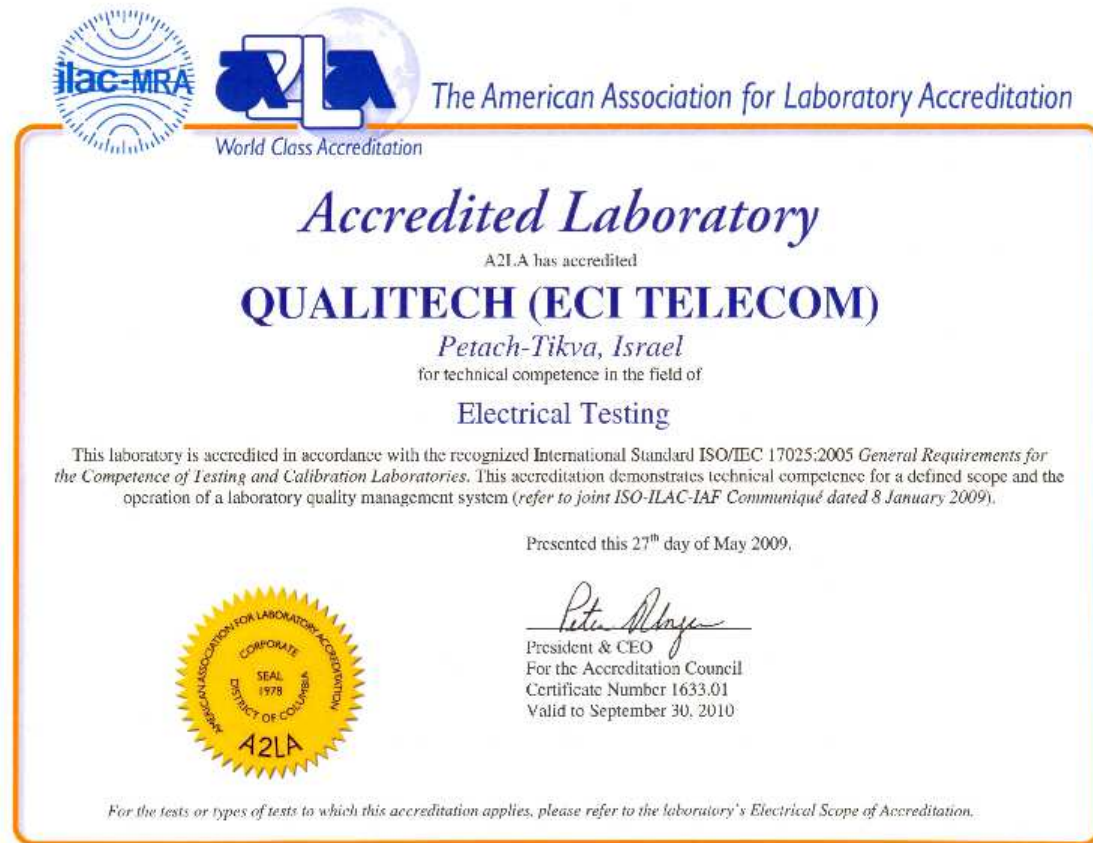 ilac-MRA
a2la
The American Association for Laboratory Accreditation
World Class Accreditation
Accredited Laboratory
A2LA has accredited
QUALITECH (ECI TELECOM)
Petach-Tikva, Israel
for technical competence in the field of
Electrical Testing
This laboratory is accredited in accordance with the recognized International Standard ISO/IEC 17025:2005 General Requirements for
the Competence of Testing and Calibration Laboratories. This accreditation demonstrates technical competence for a defined scope and the
operation of a laboratory quality management system (refer to joint ISO-ILAC-IAF Communiqué dated 8 January 2009).
Presented this 27th day of May 2009.
Peter Unger
President & CEO
For the Accreditation Council
Certificate Number 1633.01
Valid to September 30, 2010
AMERICAN ASSOCIATION FOR LABORATORY ACCREDITATION
CORPORATE
SEAL
1978
DISTRICT OF COLUMBIA
A2LA
For the tests or types of tests to which this accreditation applies, please refer to the laboratory's Electrical Scope of Accreditation.